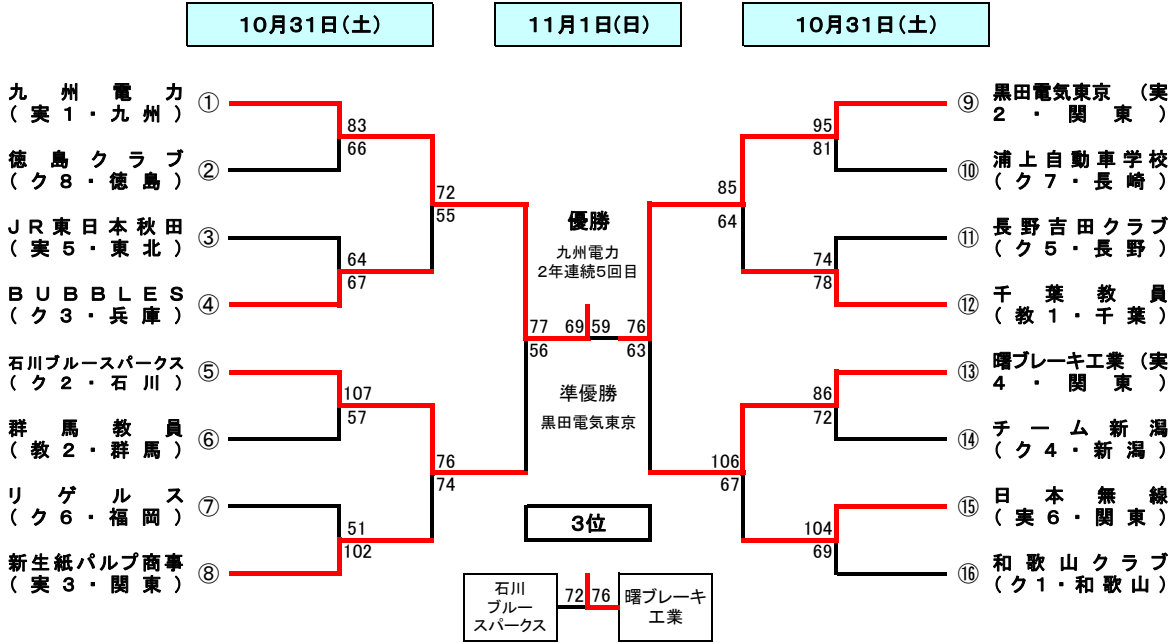 10月31日(土)
11月1日(日)
10月31日(土)
九州電力
(実1・九州)
①
徳島クラブ
(ク8・徳島)
②
JR東日本秋田
(実5・東北)
③
BUBBLES
(ク3・兵庫)
④
石川ブルースパークス
(ク2・石川)
⑤
群馬教員
(教2・群馬)
⑥
リゲルス
(ク6・福岡)
⑦
新生紙パルプ商事
(実3・関東)
⑧
83
66
64
67
107
57
51
102
72
55
76
74
優勝
九州電力
2年連続5回目
77
69
59
76
56
63
準優勝
黒田電気東京
3位
石川
ブルー
スパークス
72
76
曙ブレーキ
工業
85
64
106
67
95
81
74
78
86
72
104
69
⑨
黒田電気東京 (実
2・関東)
⑩
浦上自動車学校
(ク7・長崎)
⑪
長野吉田クラブ
(ク5・長野)
⑫
千葉教員
(教1・千葉)
⑬
曙ブレーキ工業 (実
4・関東)
⑭
チーム新潟
(ク4・新潟)
⑮
日本無線
(実6・関東)
⑯
和歌山クラブ
(ク1・和歌山)